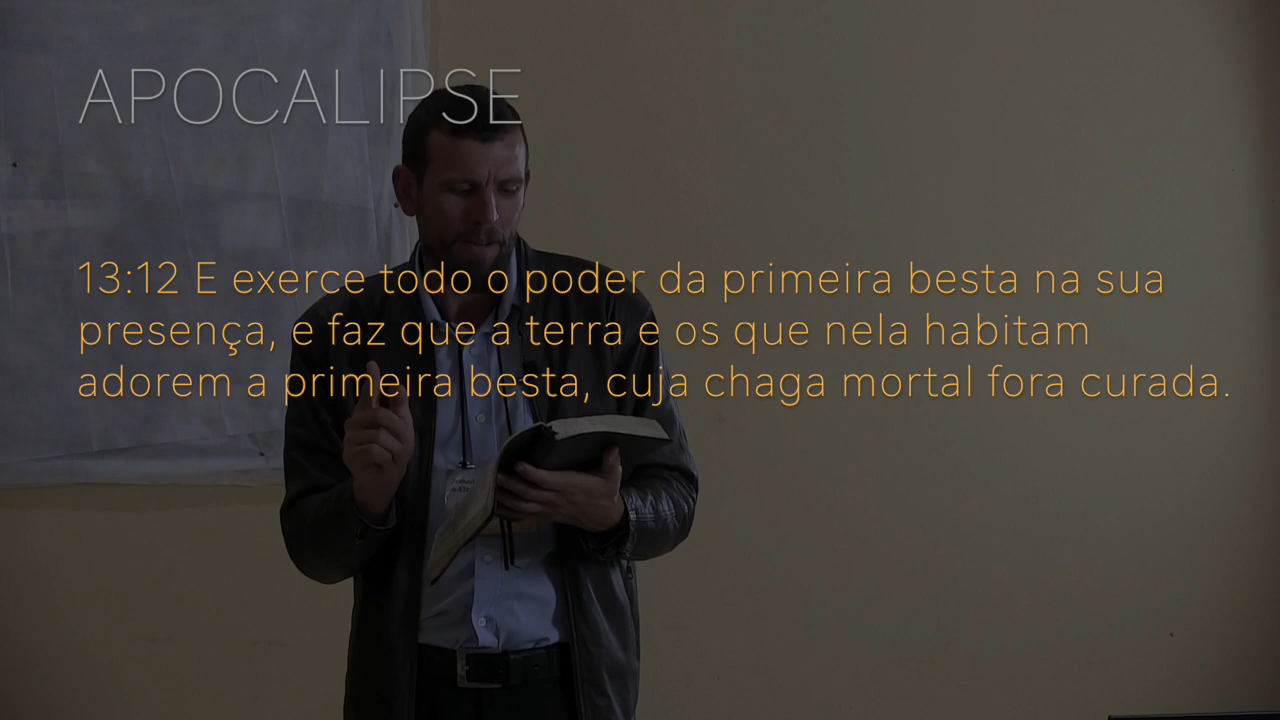 APOCALIPSE
13:12 E exerce todo o poder da primeira besta na sua
presença, e faz que a terra e os que nela habitam
adorem a primeira besta, cuja chaga mortal fora curada.